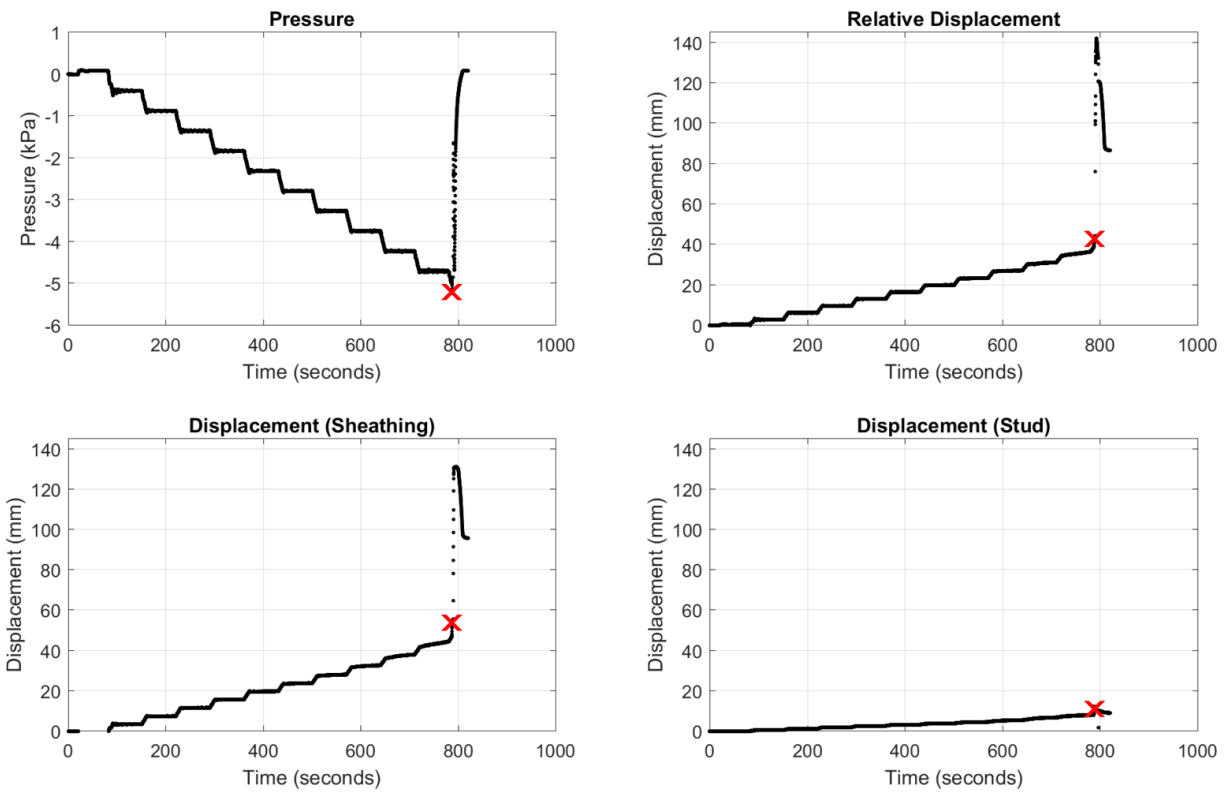 Pressure
1
0
-1
-2
-3
-4
-5
-6
Pressure (kPa)
0 200 400 600 800 1000
Time (seconds)
Relative Displacement
140
120
100
80
60
40
20
0
Displacement (mm)
0 200 400 600 800 1000
Time (seconds)
Displacement (Sheathing)
140
120
100
80
60
40
20
0
Displacement (mm)
0 200 400 600 800 1000
Time (seconds)
Displacement (Stud)
140
120
100
80
60
40
20
0
Displacement (mm)
0 200 400 600 800 1000
Time (seconds)